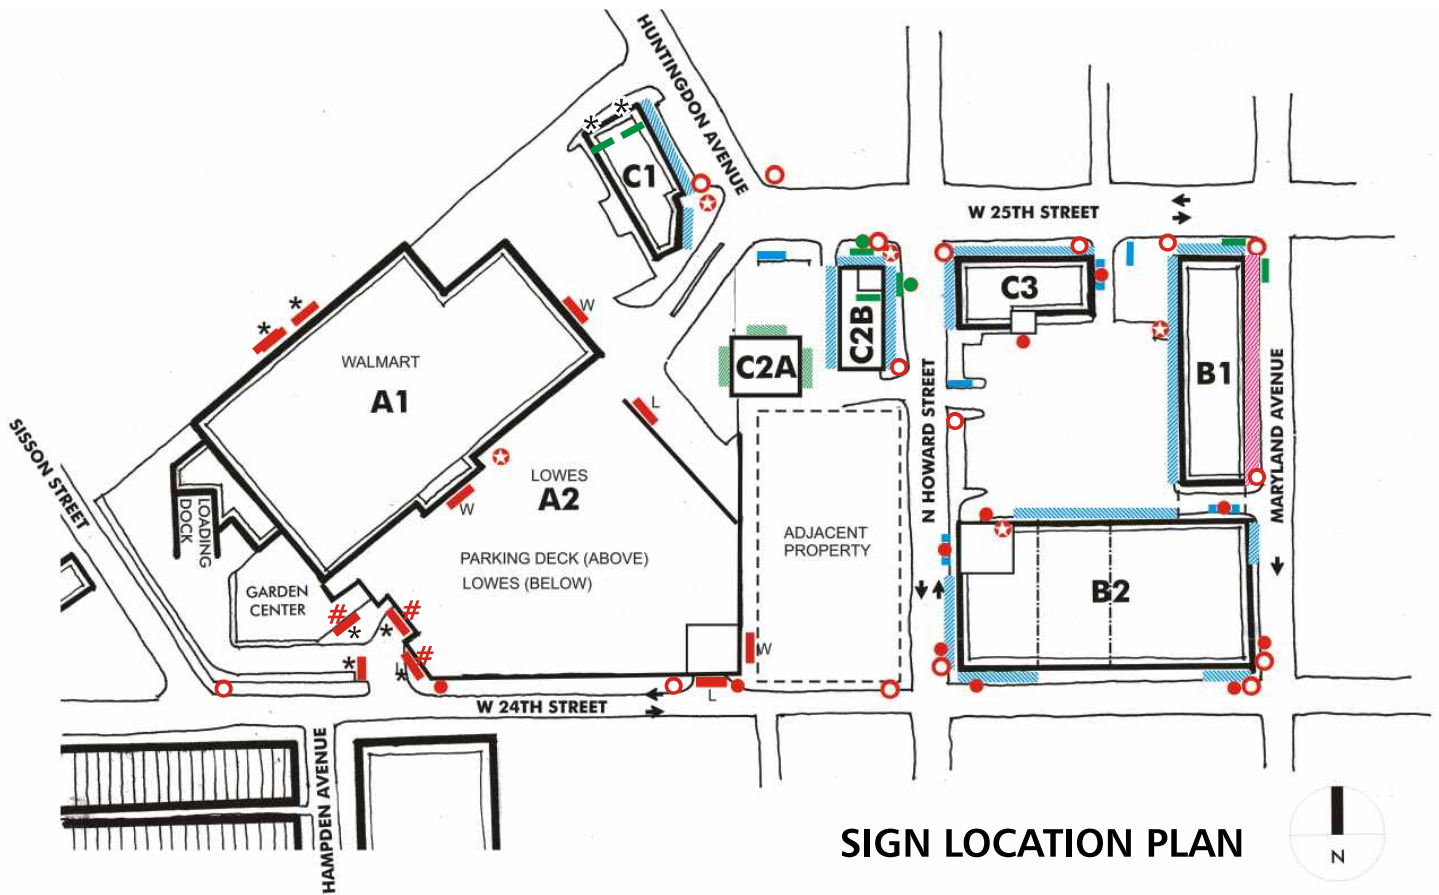 HUNTINGDON AVENUE
*
*
C1
W 25TH STREET
*
*
W
WALMART
A1
C2A
C2B
C3
B1
L
SISSON STREET
LOWES
A2
W
LOADING
DOCK
N HOWARD STREET
MARYLAND AVENUE
ADJACENT
PROPERTY
PARKING DECK (ABOVE)
LOWES (BELOW)
GARDEN
CENTER
#
*
#
*
#
*
L
*
B2
W
L
W 24TH STREET
HAMPDEN AVENUE
SIGN LOCATION PLAN
N